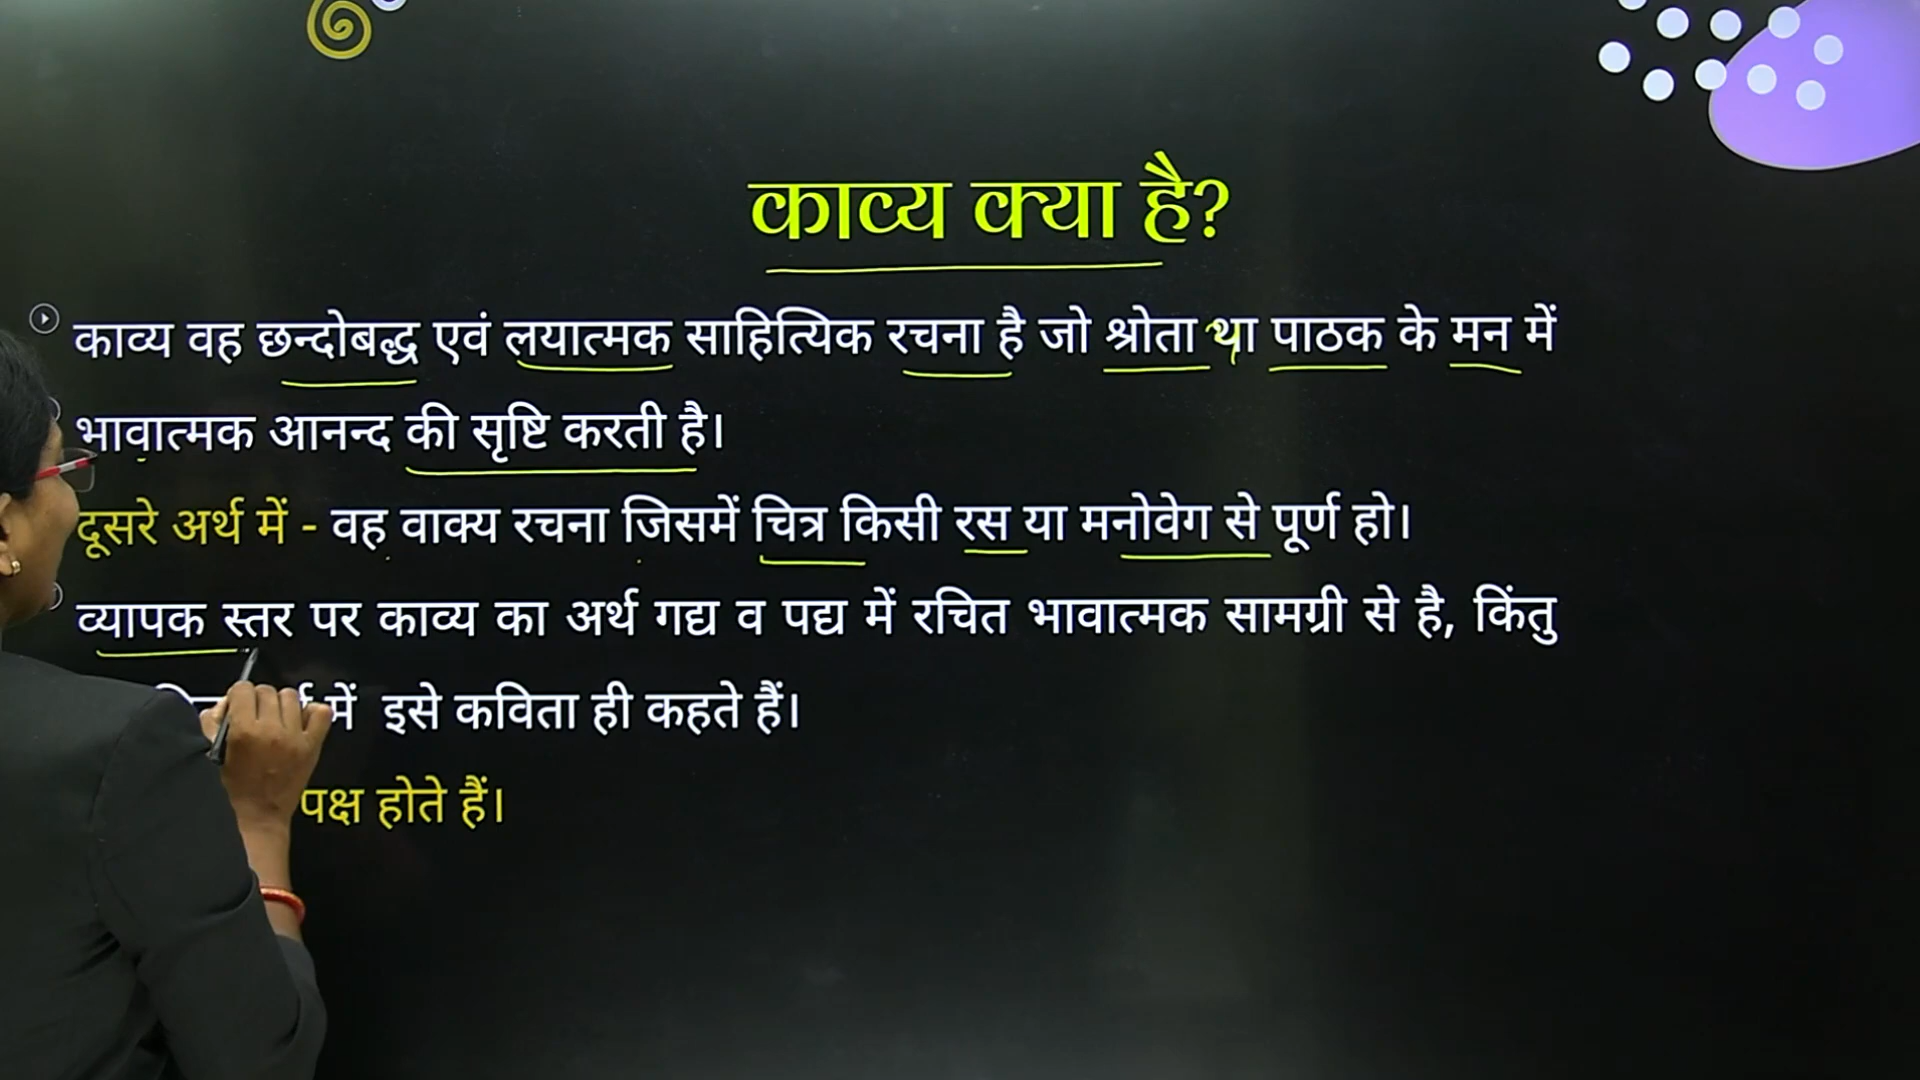 काव्य क्या है?
काव्य वह छन्दोबद्ध एवं लयात्मक साहित्यिक रचना है जो श्रोता था पाठक के मन में
भावात्मक आनन्द की सृष्टि करती है।
दूसरे अर्थ में - वह वाक्य रचना जिसमें चित्र किसी रस या मनोवेग से पूर्ण हो।
व्यापक स्तर पर काव्य का अर्थ गद्य व पद्य में रचित भावात्मक सामग्री से है, किंतु
में इसे कविता ही कहते हैं।
पक्ष होते हैं।